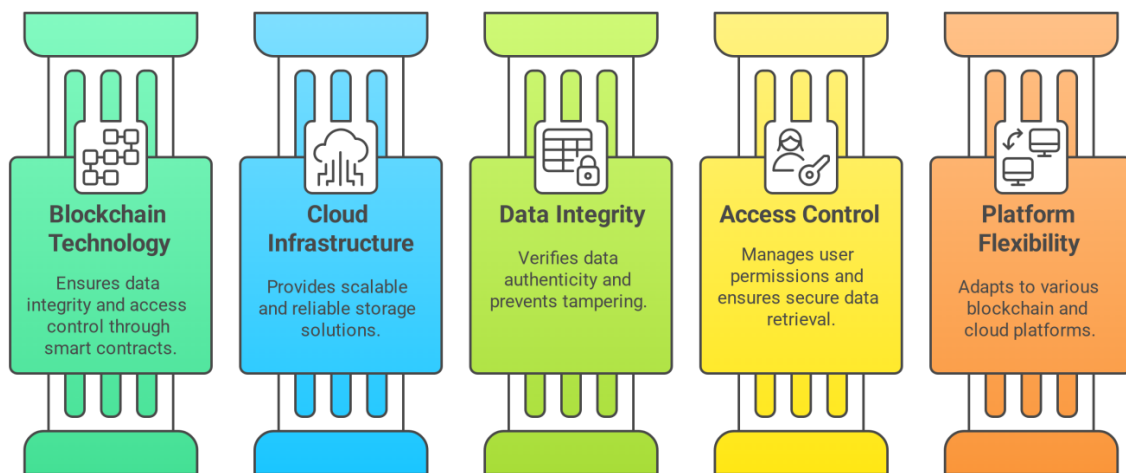 Blockchain
Technology
Ensures data
integrity and access
control through
smart contracts.
Cloud
Infrastructure
Provides scalable
and reliable storage
solutions.
Data Integrity
Verifies data
authenticity and
prevents tampering.
Access Control
Manages user
permissions and
ensures secure data
retrieval.
Platform
Flexibility
Adapts to various
blockchain and
cloud platforms.